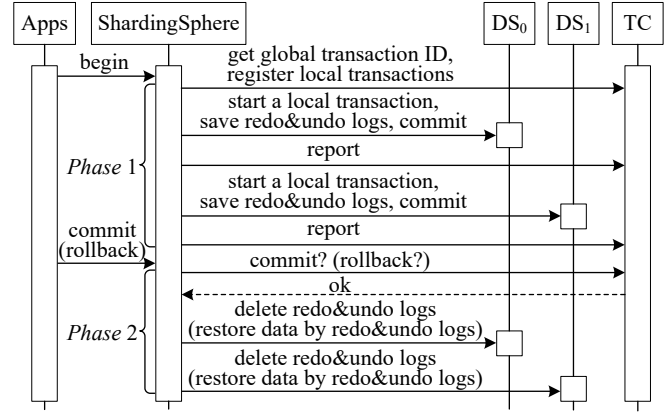 Apps ShardingSphere DS₀ DS₁ TC
begin
get global transaction ID,
register local transactions
start a local transaction,
save redo&undo logs, commit
report
Phase 1
start a local transaction,
save redo&undo logs, commit
report
commit
(rollback)
commit? (rollback?)
ok
Phase 2
delete redo&undo logs
(restore data by redo&undo logs)
delete redo&undo logs
(restore data by redo&undo logs)